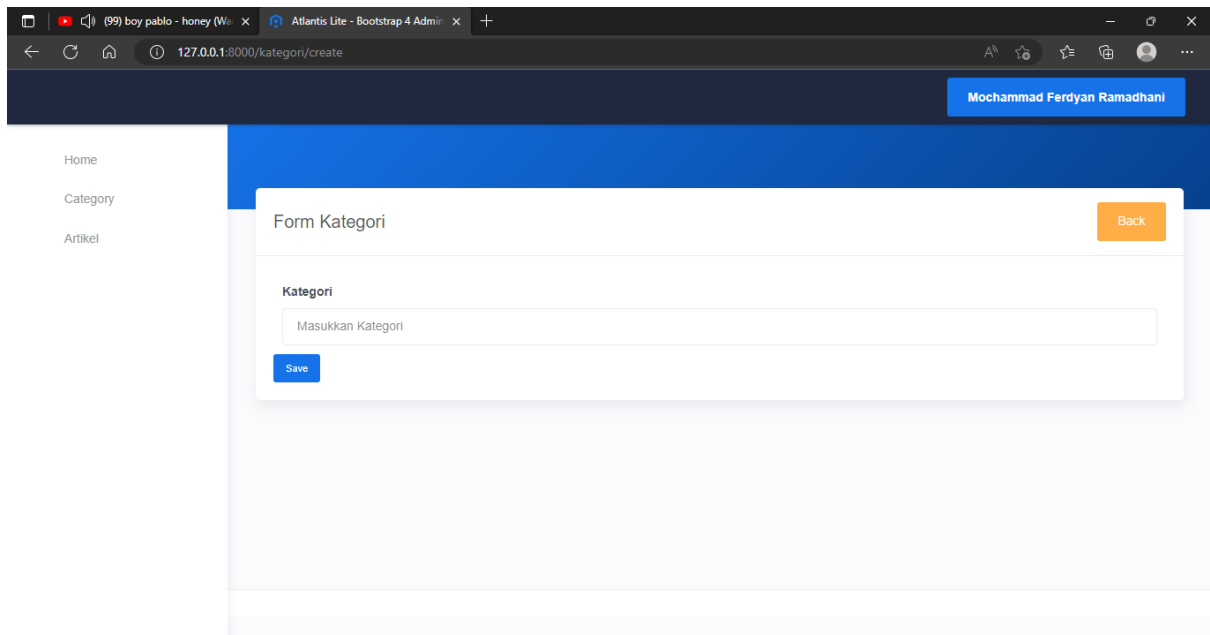 (99) boy pablo - honey (Wa
Atlantis Lite - Bootstrap 4 Admin
127.0.0.1:8000/kategori/create
Mochammad Ferdyan Ramadhani
Home
Category
Artikel
Form Kategori
Back
Kategori
Masukkan Kategori
Save